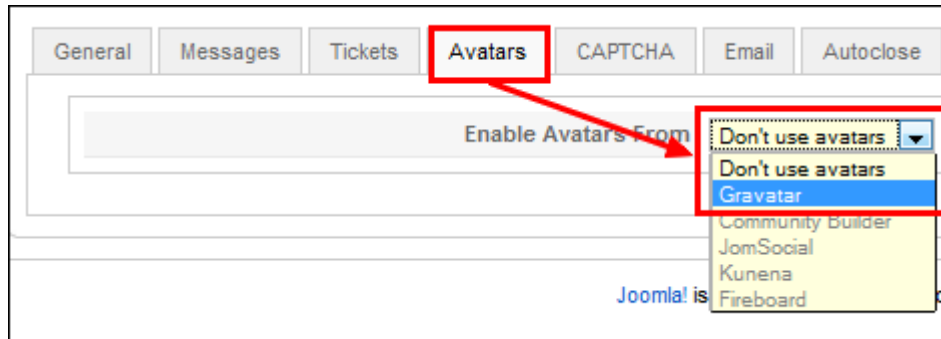 General Messages Tickets Avatars CAPTCHA Email Autoclose
Enable Avatars From Don't use avatars
Don't use avatars
Gravatar
Community Builder
JomSocial
Kunena
Joomla! is
Fireboard